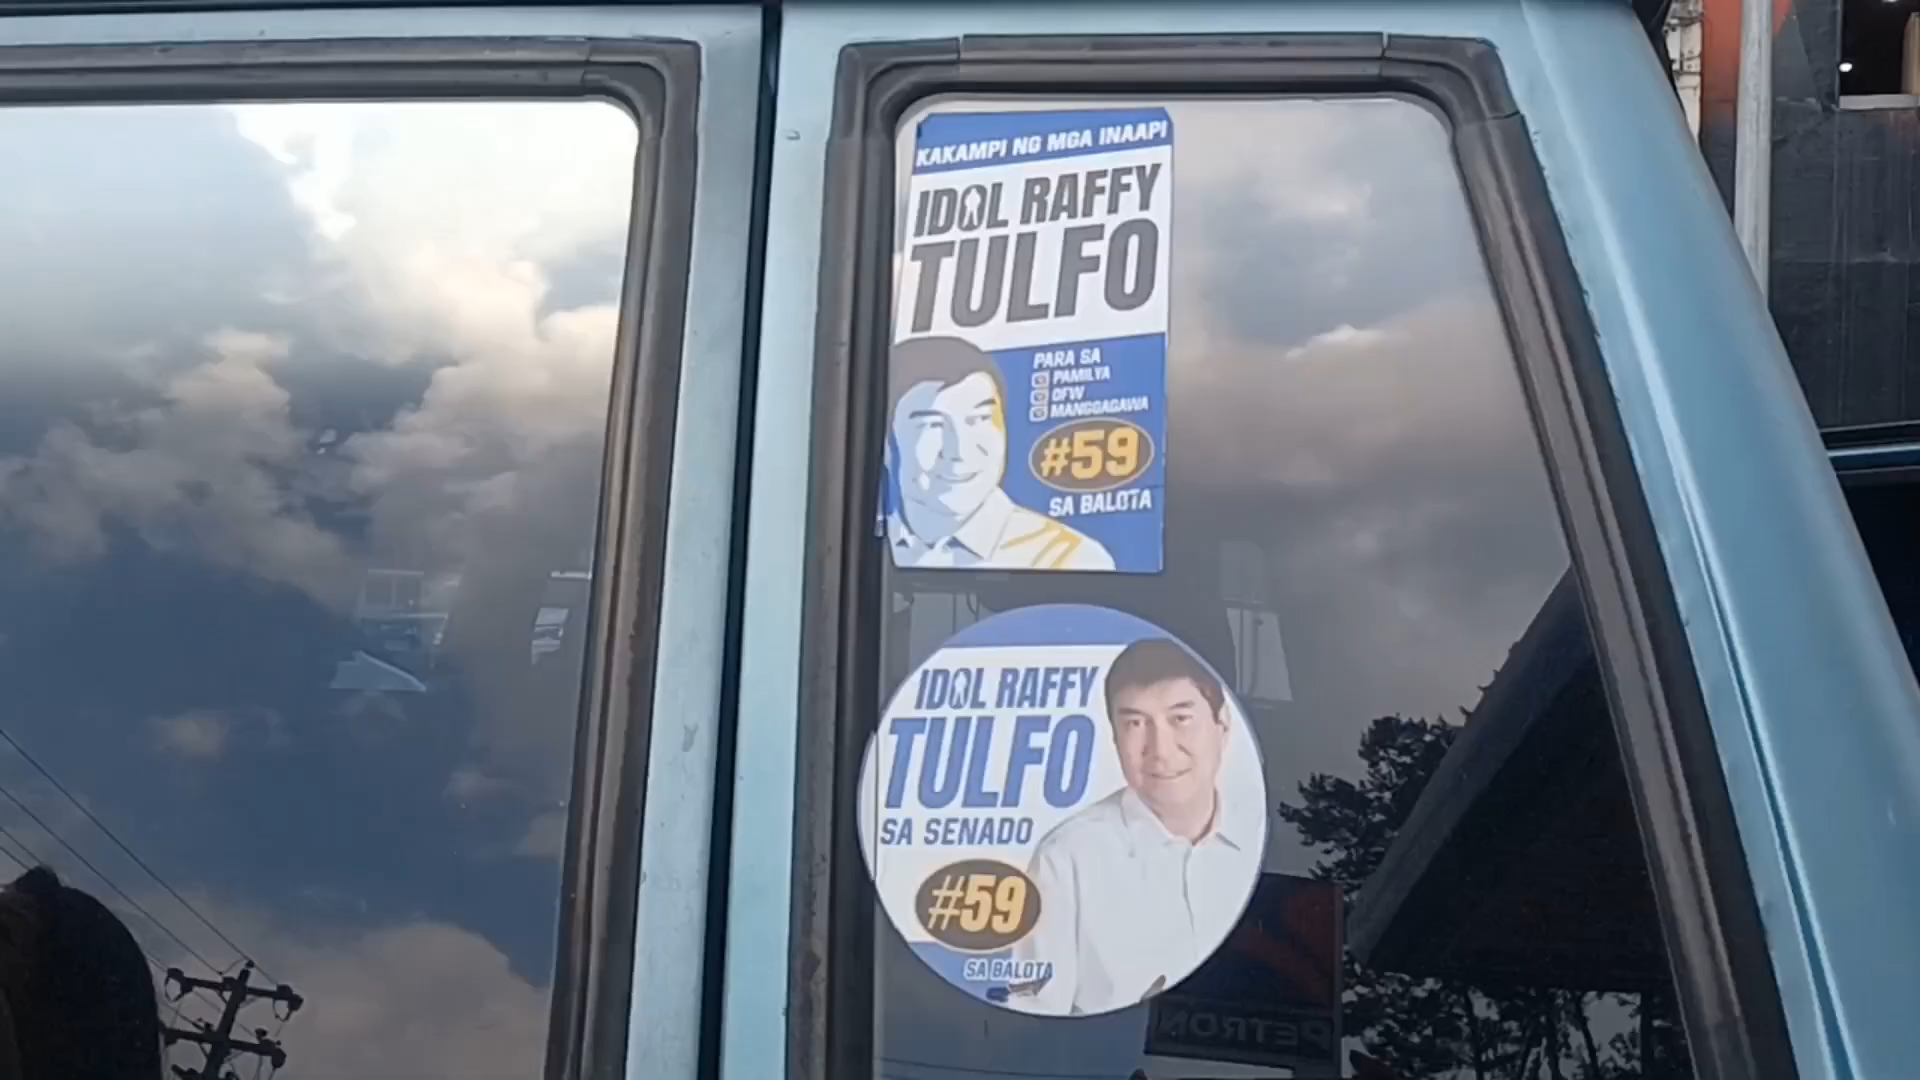 KAKAMPI NG MGA INAAPI
IDOL RAFFY
TULFO
PARA SA
PAMILYA
OFW
MANGGAGAWA
#59
SA BALOTA
IDOL RAFFY
TULFO
SA SENADO
#59
SA BALOTA
PETRON